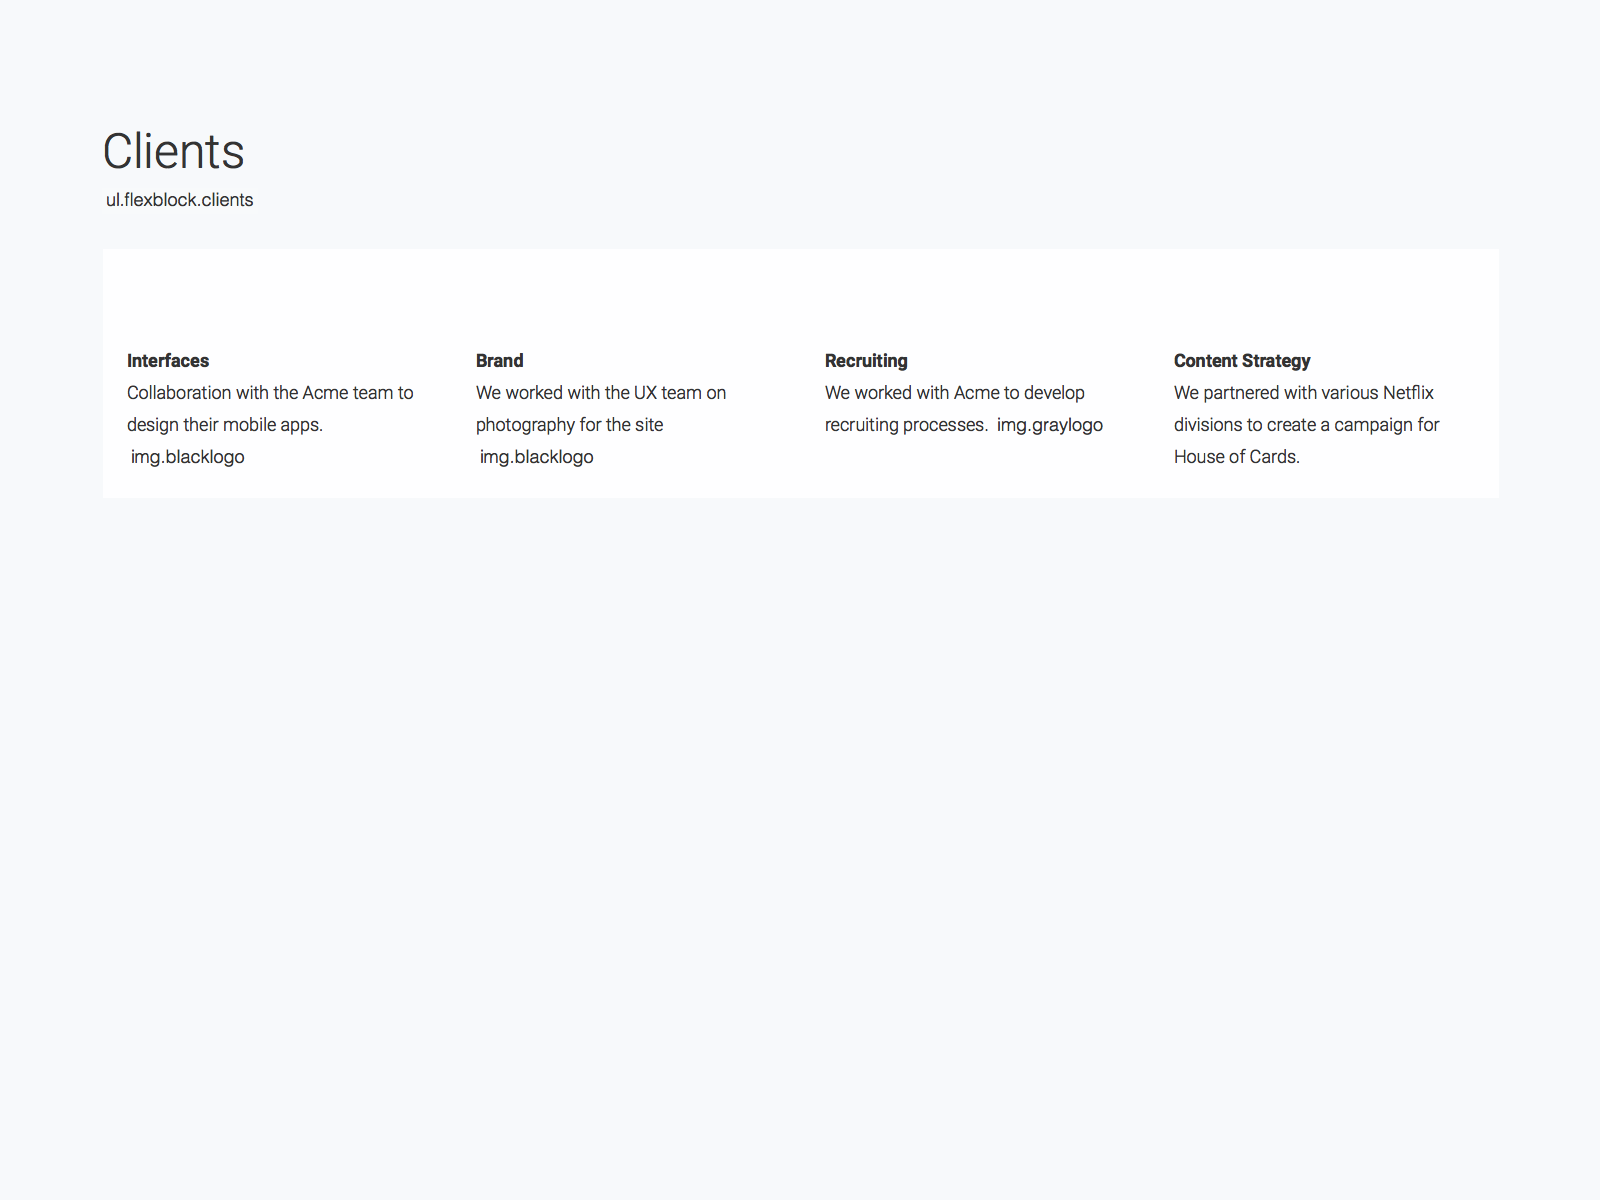 Clients
ul.flexblock.clients
Interfaces
Collaboration with the Acme team to
design their mobile apps.
img.blacklogo
Brand
We worked with the UX team on
photography for the site
img.blacklogo
Recruiting
We worked with Acme to develop
recruiting processes. img.graylogo
Content Strategy
We partnered with various Netflix
divisions to create a campaign for
House of Cards.